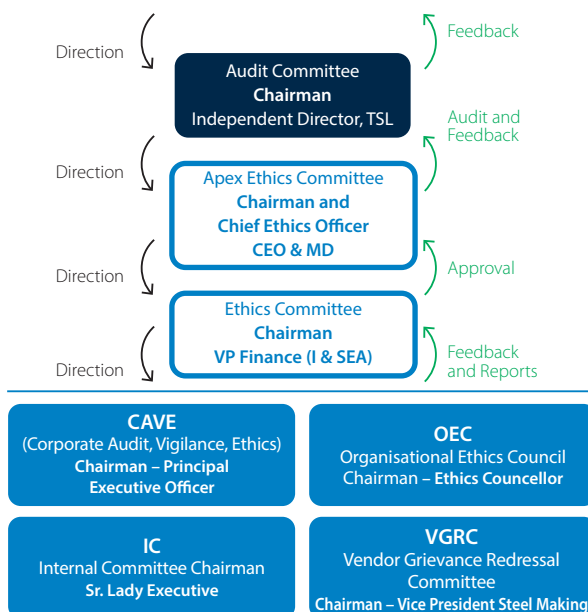 Direction
Feedback
Audit Committee
Chairman
Independent Director, TSL
Direction
Audit and
Feedback
Apex Ethics Committee
Chairman and
Chief Ethics Officer
CEO & MD
Direction
Approval
Ethics Committee
Chairman
VP Finance (I & SEA)
Direction
Feedback
and Reports
CAVE
(Corporate Audit, Vigilance, Ethics)
Chairman – Principal
Executive Officer
OEC
Organisational Ethics Council
Chairman – Ethics Councellor
IC
Internal Committee Chairman
Sr. Lady Executive
VGRC
Vendor Grievance Redressal
Committee
Chairman – Vice President Steel Making